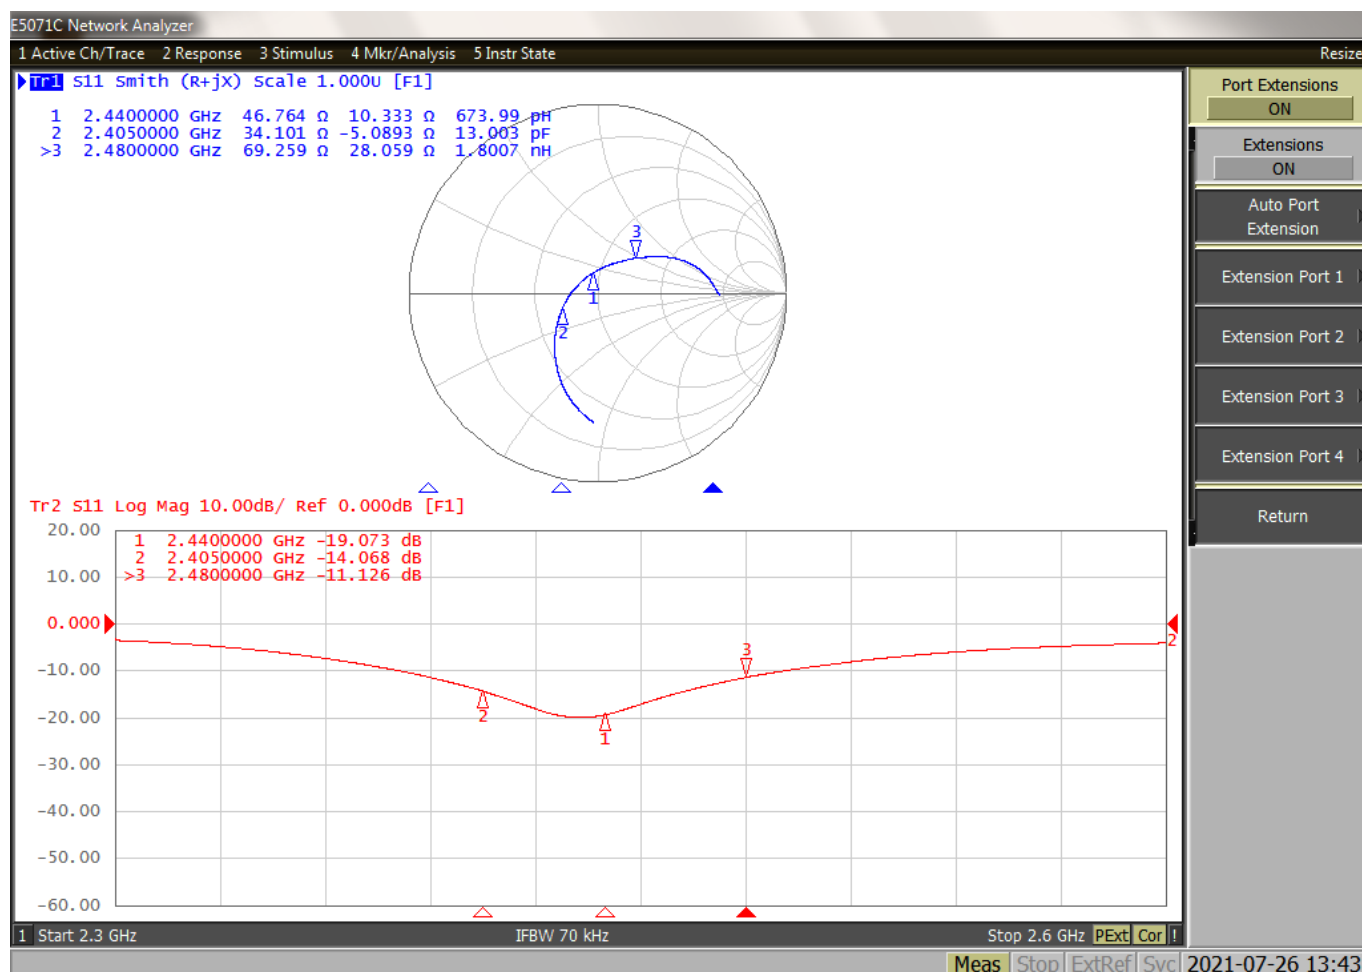 E5071C Network Analyzer
1 Active Ch/Trace 2 Response 3 Stimulus 4 Mkr/Analysis 5 Instr State
Resize
Tr1 S11 Smith (R+jX) Scale 1.000U [F1]
1 2.4400000 GHz 46.764 Ω 10.333 Ω 673.99 pH
2 2.4050000 GHz 34.101 Ω -5.0893 Ω 13.003 pF
>3 2.4800000 GHz 69.259 Ω 28.059 Ω 1.8007 nH
3
1
2
Tr2 S11 Log Mag 10.00dB/ Ref 0.000dB [F1]
20.00
1 2.4400000 GHz -19.073 dB
2 2.4050000 GHz -14.068 dB
10.00
>3 2.4800000 GHz -11.126 dB
0.000
2
3
-10.00
2
-20.00
1
-30.00
-40.00
-50.00
-60.00
1 Start 2.3 GHz
IFBW 70 kHz
Stop 2.6 GHz PExt Cor !
Port Extensions
ON
Extensions
ON
Auto Port
Extension
Extension Port 1
Extension Port 2
Extension Port 3
Extension Port 4
Return
Meas Stop ExtRef Svc 2021-07-26 13:43